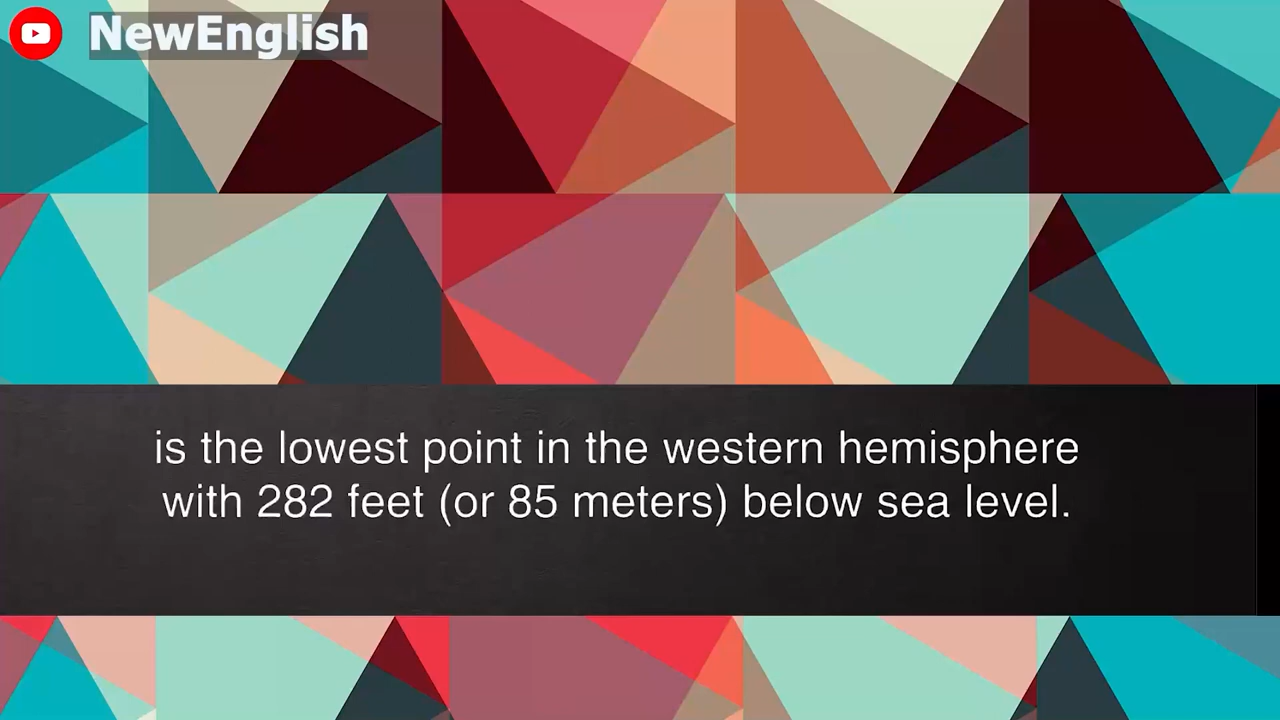 NewEnglish
is the lowest point in the western hemisphere
with 282 feet (or 85 meters) below sea level.